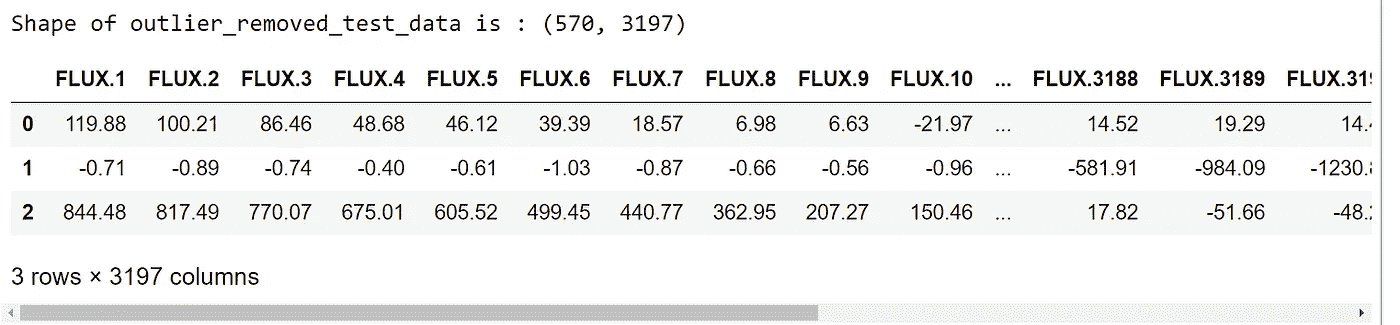 Shape of outlier_removed_test_data is : (570, 3197)
FLUX.1 FLUX.2 FLUX.3 FLUX.4 FLUX.5 FLUX.6 FLUX.7 FLUX.8 FLUX.9 FLUX.10 ... FLUX.3188 FLUX.3189 FLUX.319
0 119.88 100.21 86.46 48.68 46.12 39.39 18.57 6.98 6.63 -21.97 ... 14.52 19.29 14.
1 -0.71 -0.89 -0.74 -0.40 -0.61 -1.03 -0.87 -0.66 -0.56 -0.96 ... -581.91 -984.09 -1230.
2 844.48 817.49 770.07 675.01 605.52 499.45 440.77 362.95 207.27 150.46 ... 17.82 -51.66 -48.
3 rows × 3197 columns